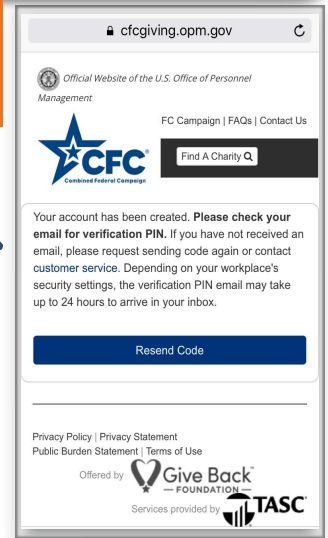 cfcgiving.opm.gov
Official Website of the U.S. Office of Personnel
Management
FC Campaign | FAQs | Contact Us
Find A Charity
CFC
Combined Federal Campaign
Your account has been created. Please check your
email for verification PIN. If you have not received an
email, please request sending code again or contact
customer service. Depending on your workplace's
security settings, the verification PIN email may take
up to 24 hours to arrive in your inbox.
Resend Code
Privacy Policy | Privacy Statement
Public Burden Statement | Terms of Use
Offered by Give Back™
FOUNDATION
Services provided by TASC™